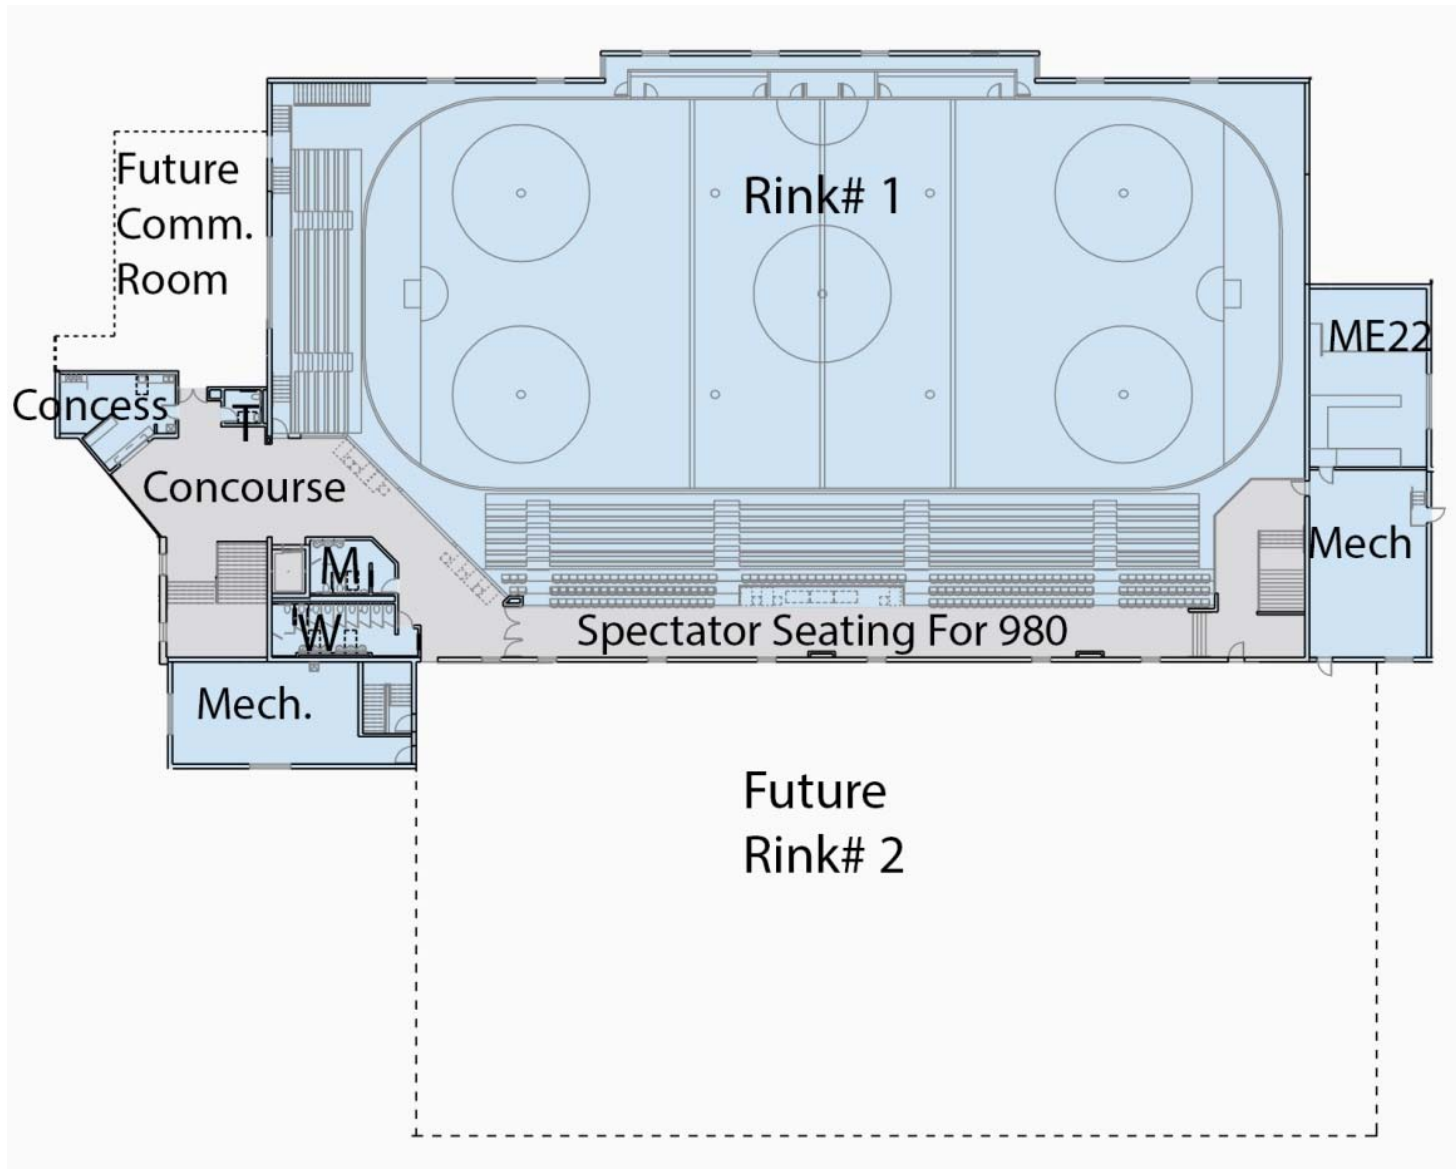 Future
Comm.
Room
Rink# 1
ME22
Concess
T
Concourse
Mech
M
W
Spectator Seating For 980
Mech.
Future
Rink# 2